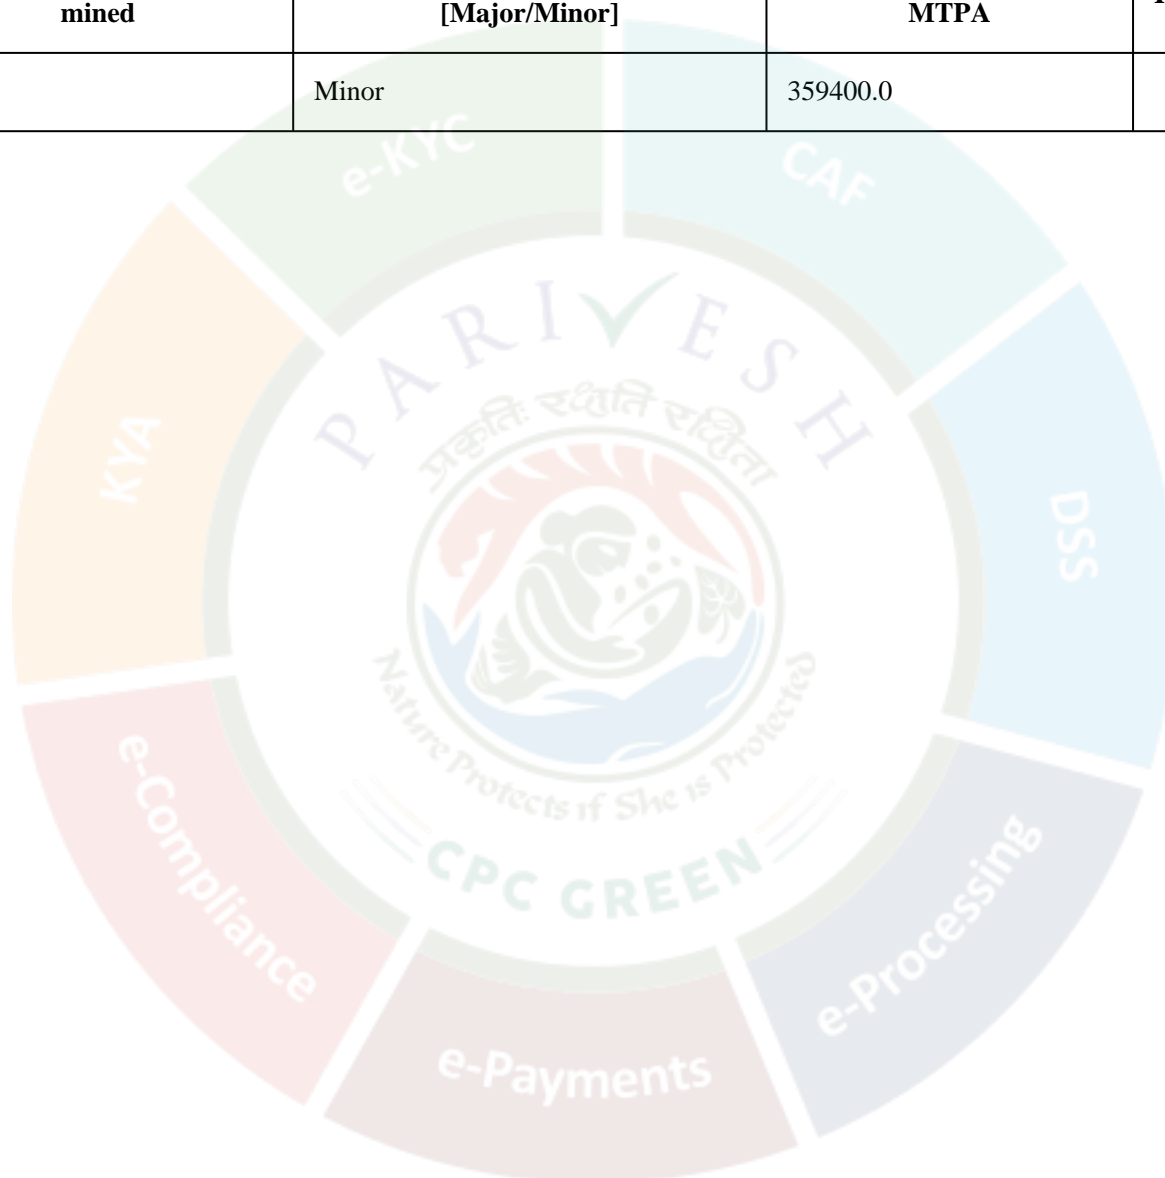 mined [Major/Minor] MTPA
Minor 359400.0
e-KYC CAF
PARIVESH
प्रकृतिः रक्षति रक्षिता
KYA DSS
Nature Protects if She is Protected
CPC GREEN
e-Compliance e-Processing
e-Payments